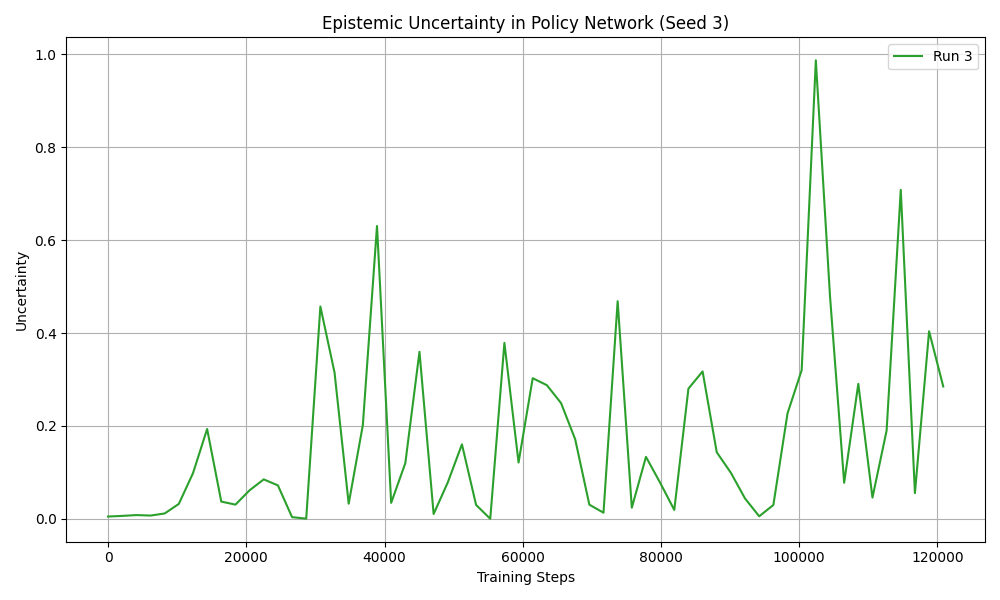 Epistemic Uncertainty in Policy Network (Seed 3)
Run 3
Uncertainty
1.0
0.8
0.6
0.4
0.2
0.0
0 20000 40000 60000 80000 100000 120000
Training Steps